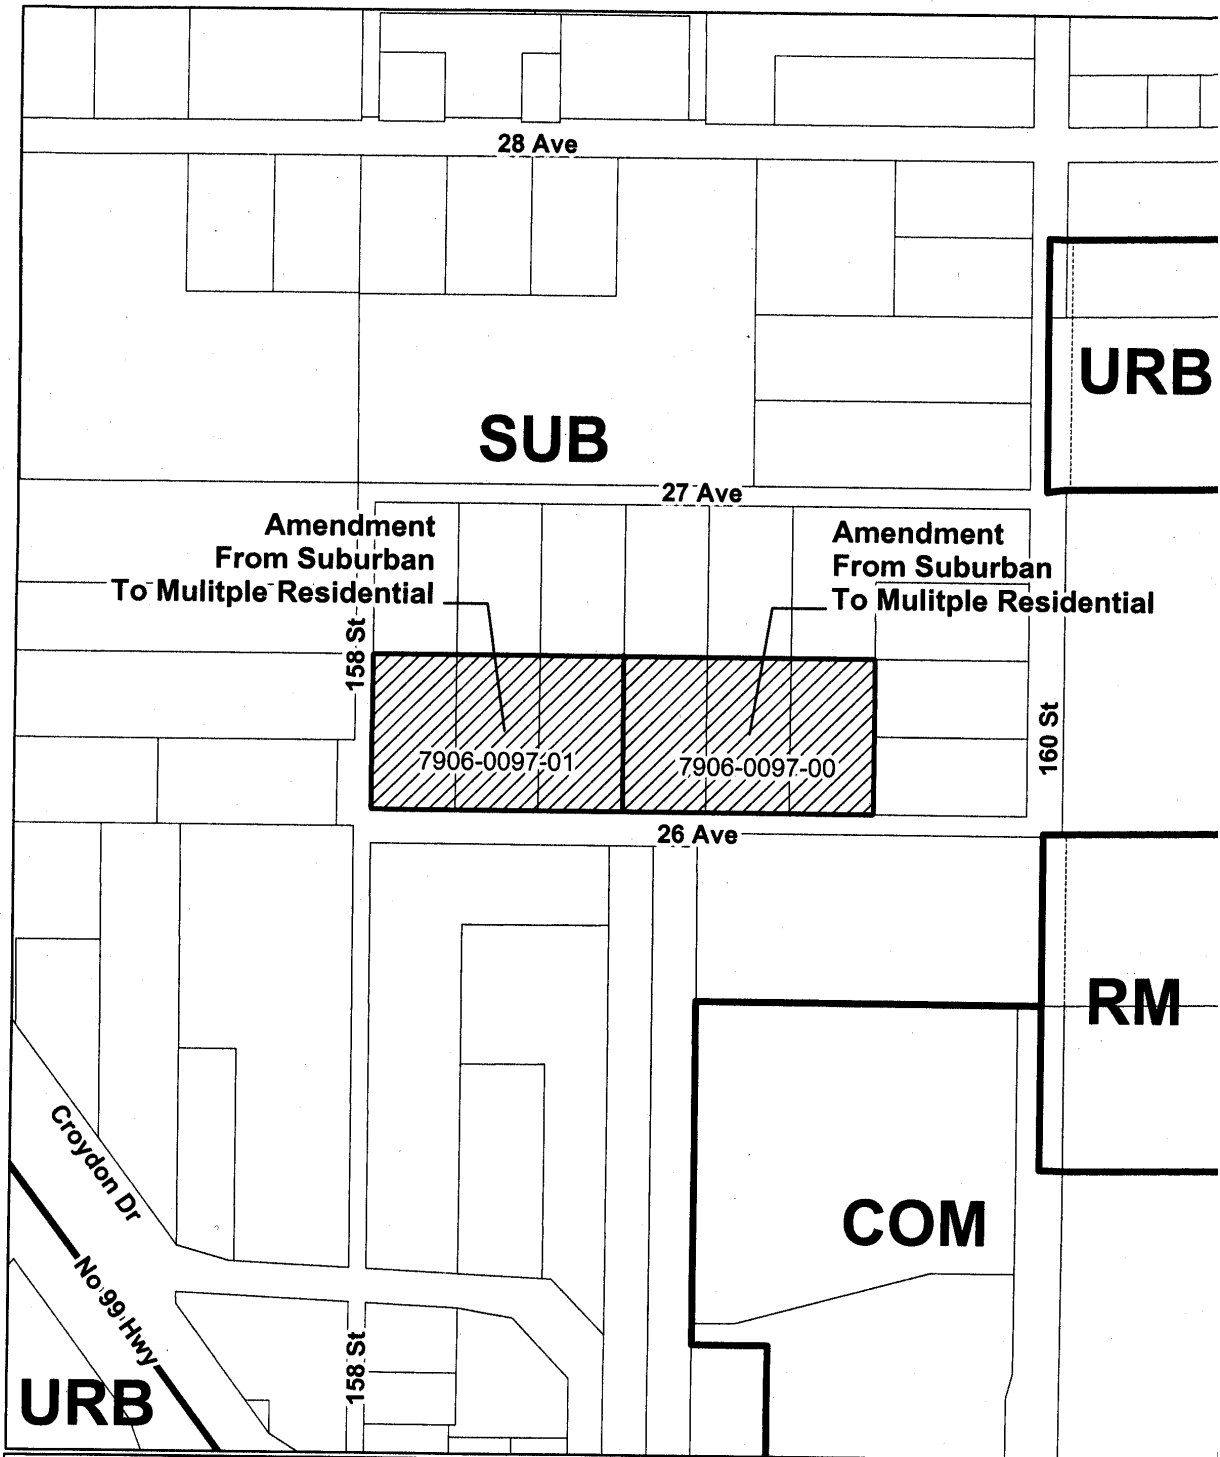 28 Ave
URB
SUB
27 Ave
Amendment
From Suburban
To Mulitple Residential
Amendment
From Suburban
To Mulitple Residential
158 St
160 St
7906-0097-01
7906-0097-00
26 Ave
RM
COM
Croydon Dr
No 99 Hwy
158 St
URB